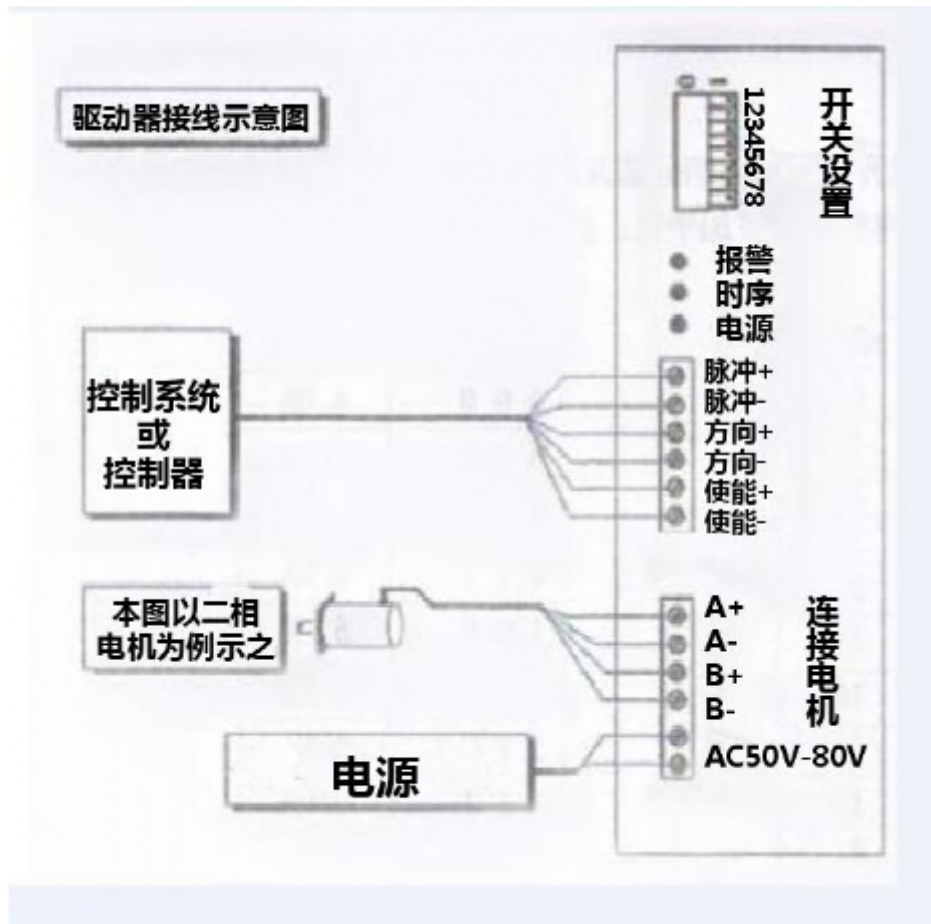 驱动器接线示意图
12345678
开关设置
报警
时序
电源
控制系统
或
控制器
脉冲+
脉冲-
方向+
方向-
使能+
使能-
本图以二相
电机为例示之
A+
A-
B+
B-
连接电机
电源
AC50V-80V